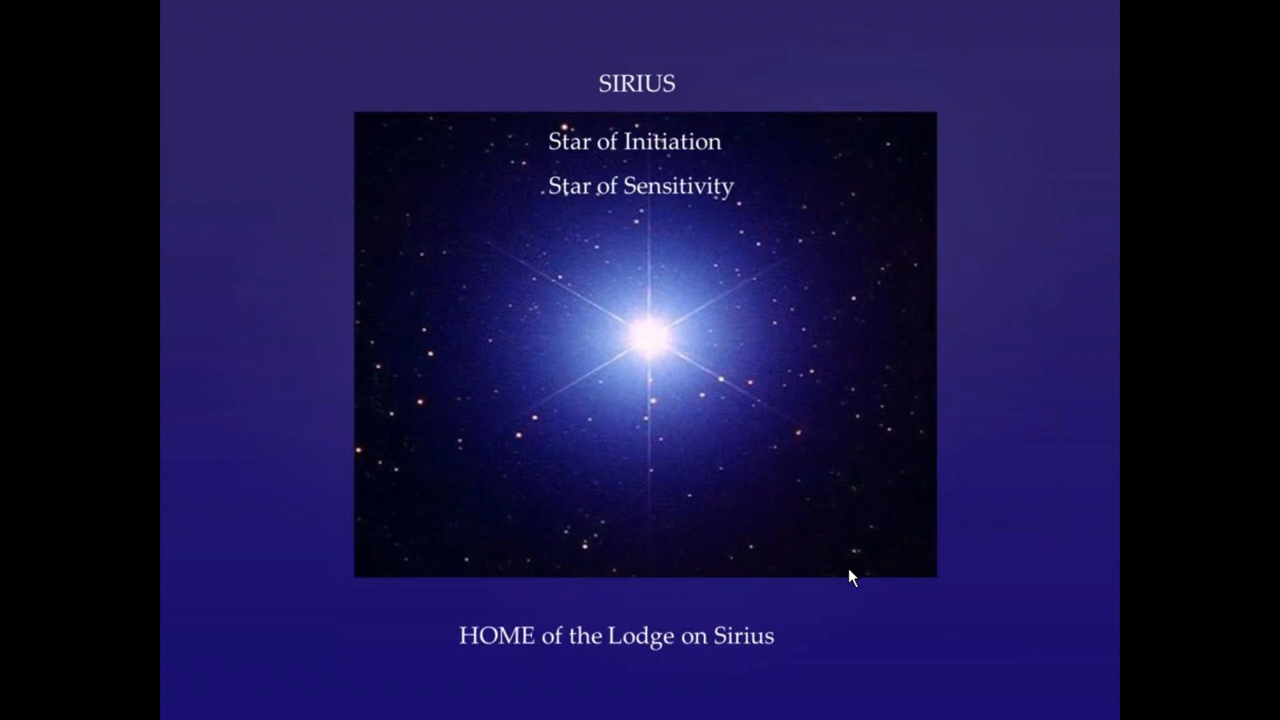 SIRIUS
Star of Initiation
Star of Sensitivity
HOME of the Lodge on Sirius